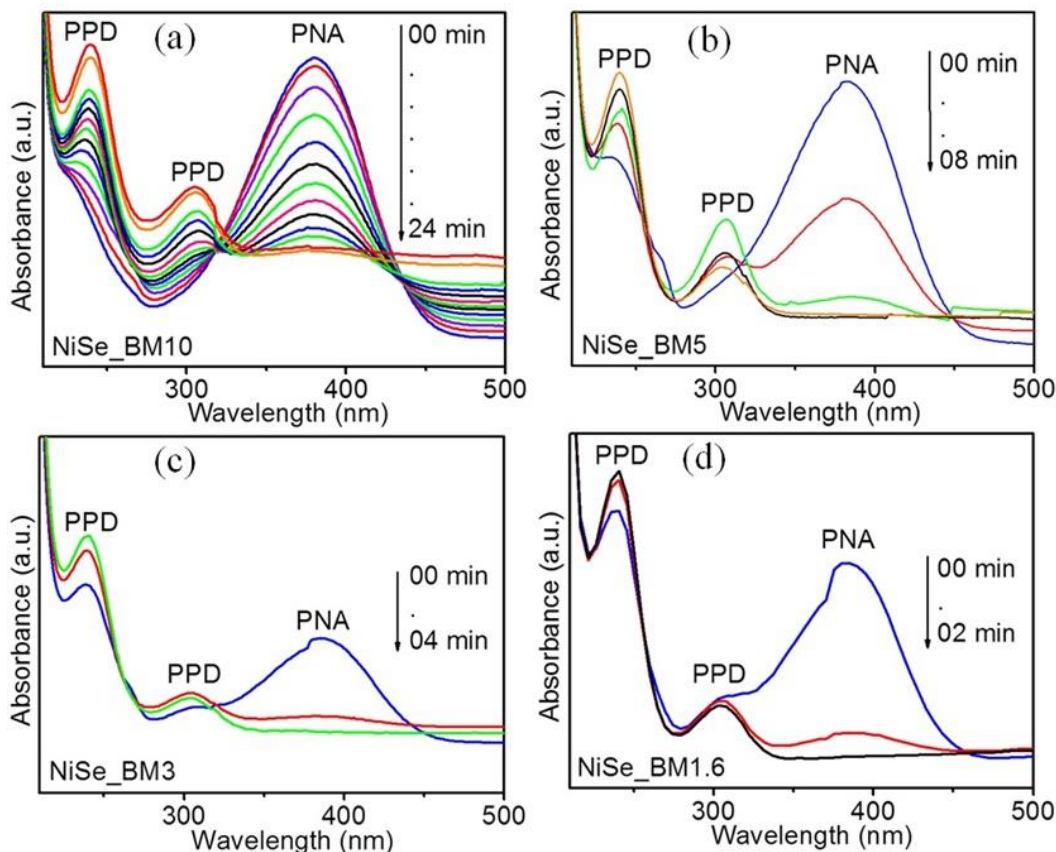 (a)
PPD
PPD
PNA
00 min
.
.
24 min
NiSe_BM10
Absorbance (a.u.)
300
400
500
Wavelength (nm)
(b)
PPD
PPD
PNA
00 min
.
.
08 min
NiSe_BM5
Absorbance (a.u.)
300
400
500
Wavelength (nm)
(c)
PPD
PPD
PNA
00 min
.
04 min
NiSe_BM3
Absorbance (a.u.)
300
400
500
Wavelength (nm)
(d)
PPD
PPD
PNA
00 min
.
02 min
NiSe_BM1.6
Absorbance (a.u.)
300
400
500
Wavelength (nm)